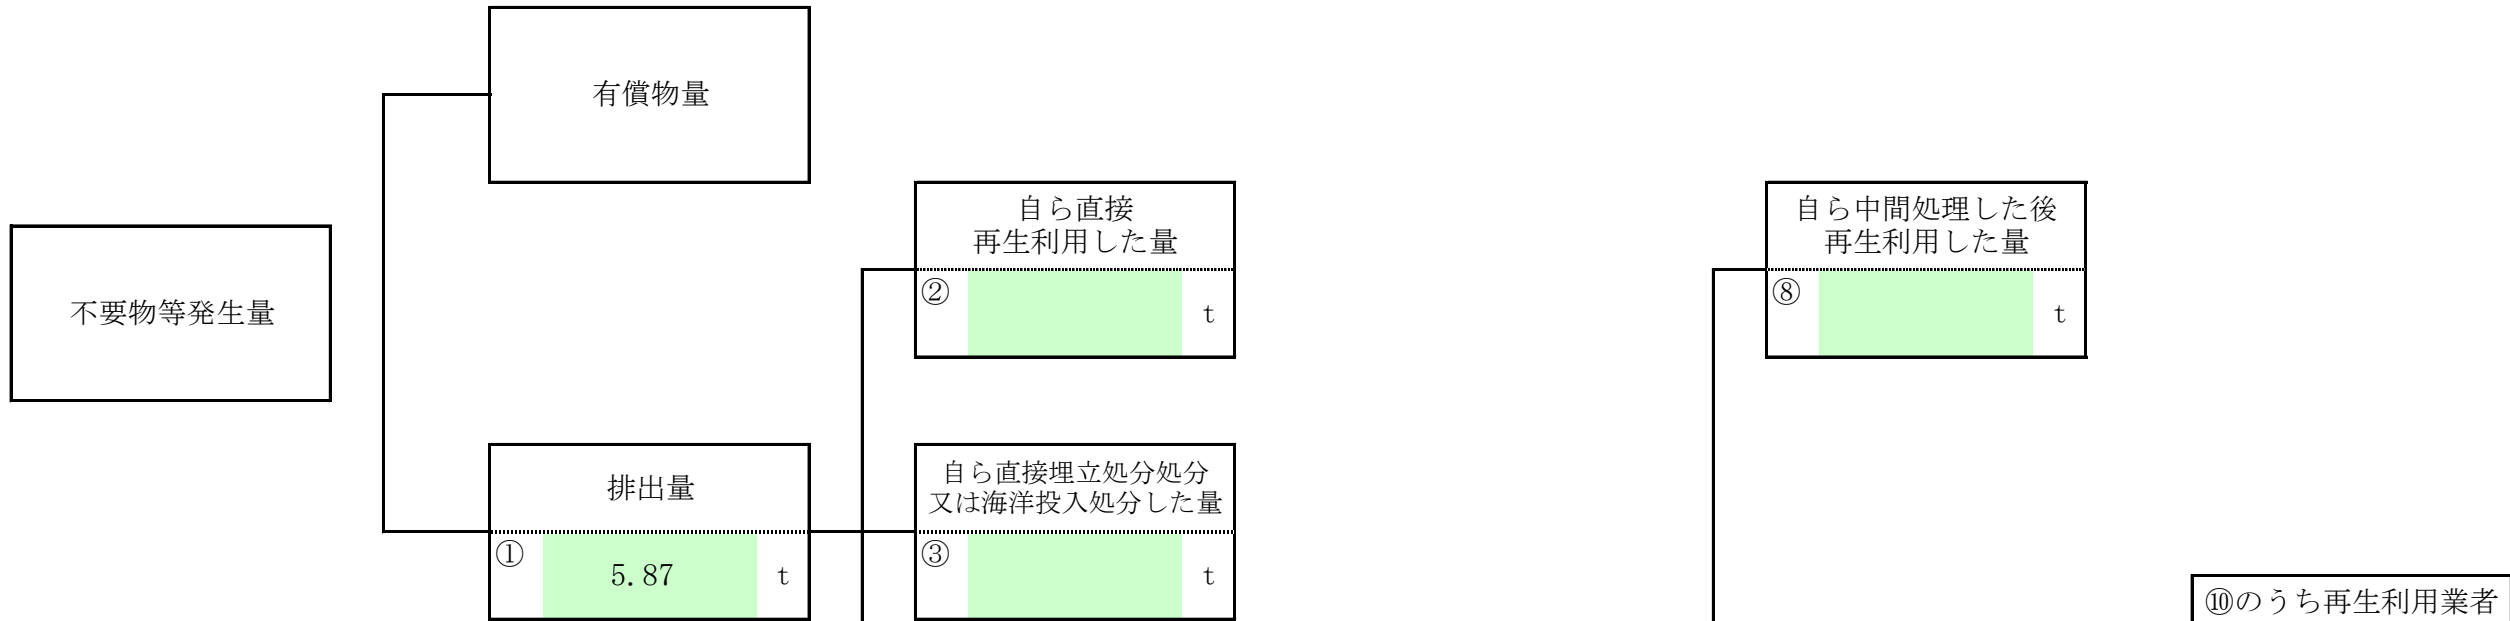 有償物量
自ら直接
再生利用した量
②
t
自ら中間処理した後
再生利用した量
⑧
t
不要物等発生量
排出量
①
5.87
t
自ら直接埋立処分処分
又は海洋投入処分した量
③
t
⑩のうち再生利用業者